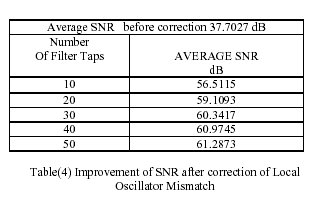 Average SNR before correction 37.7027 dB
Number
Of Filter Taps
AVERAGE SNR
dB
10 56.5115
20 59.1093
30 60.3417
40 60.9745
50 61.2873
Table(4) Improvement of SNR after correction of Local
Oscillator Mismatch